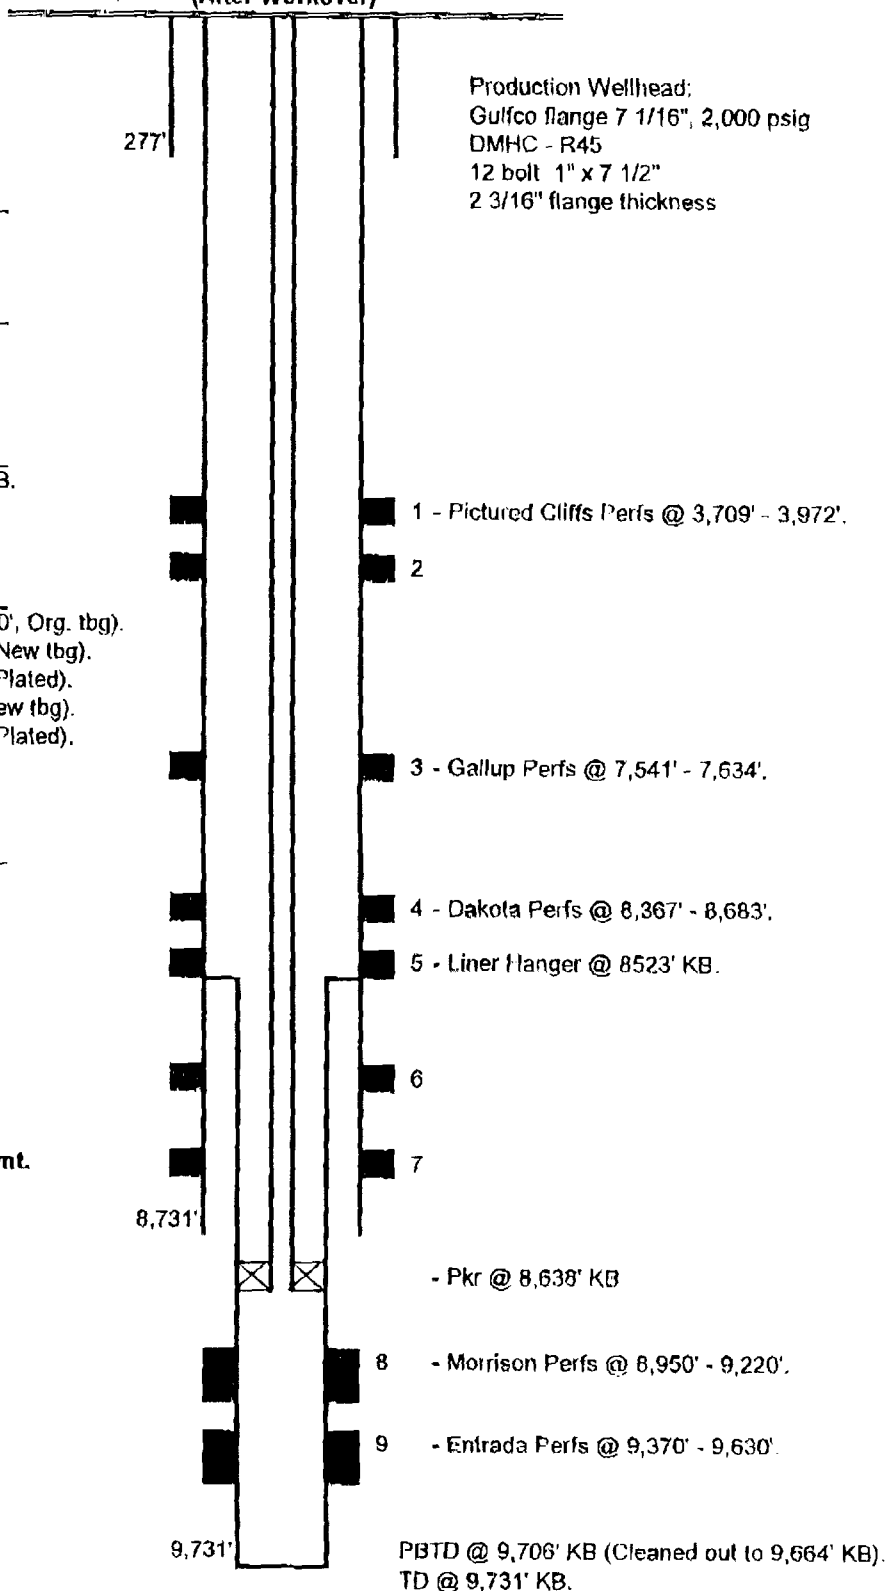 (After Workover)
Production Wellhead:
Gulfco flange 7 1/16", 2,000 psig
DMHC - R45
12 bolt 1" x 7 1/2"
2 3/16" flange thickness
277'
B.
1 - Pictured Cliffs Perfs @ 3,709' - 3,972'.
2
0', Org. tbg).
New tbg).
Plated).
ew tbg).
Plated).
3 - Gallup Perfs @ 7,541' - 7,634'.
4 - Dakota Perfs @ 8,367' - 8,683'.
5 - Liner Hanger @ 8523' KB.
6
mt.
7
8,731'
- Pkr @ 8,638' KB
8 - Morrison Perfs @ 8,950' - 9,220'.
9 - Entrada Perfs @ 9,370' - 9,630'.
9,731'
PBTD @ 9,706' KB (Cleaned out to 9,664' KB).
TD @ 9,731' KB.